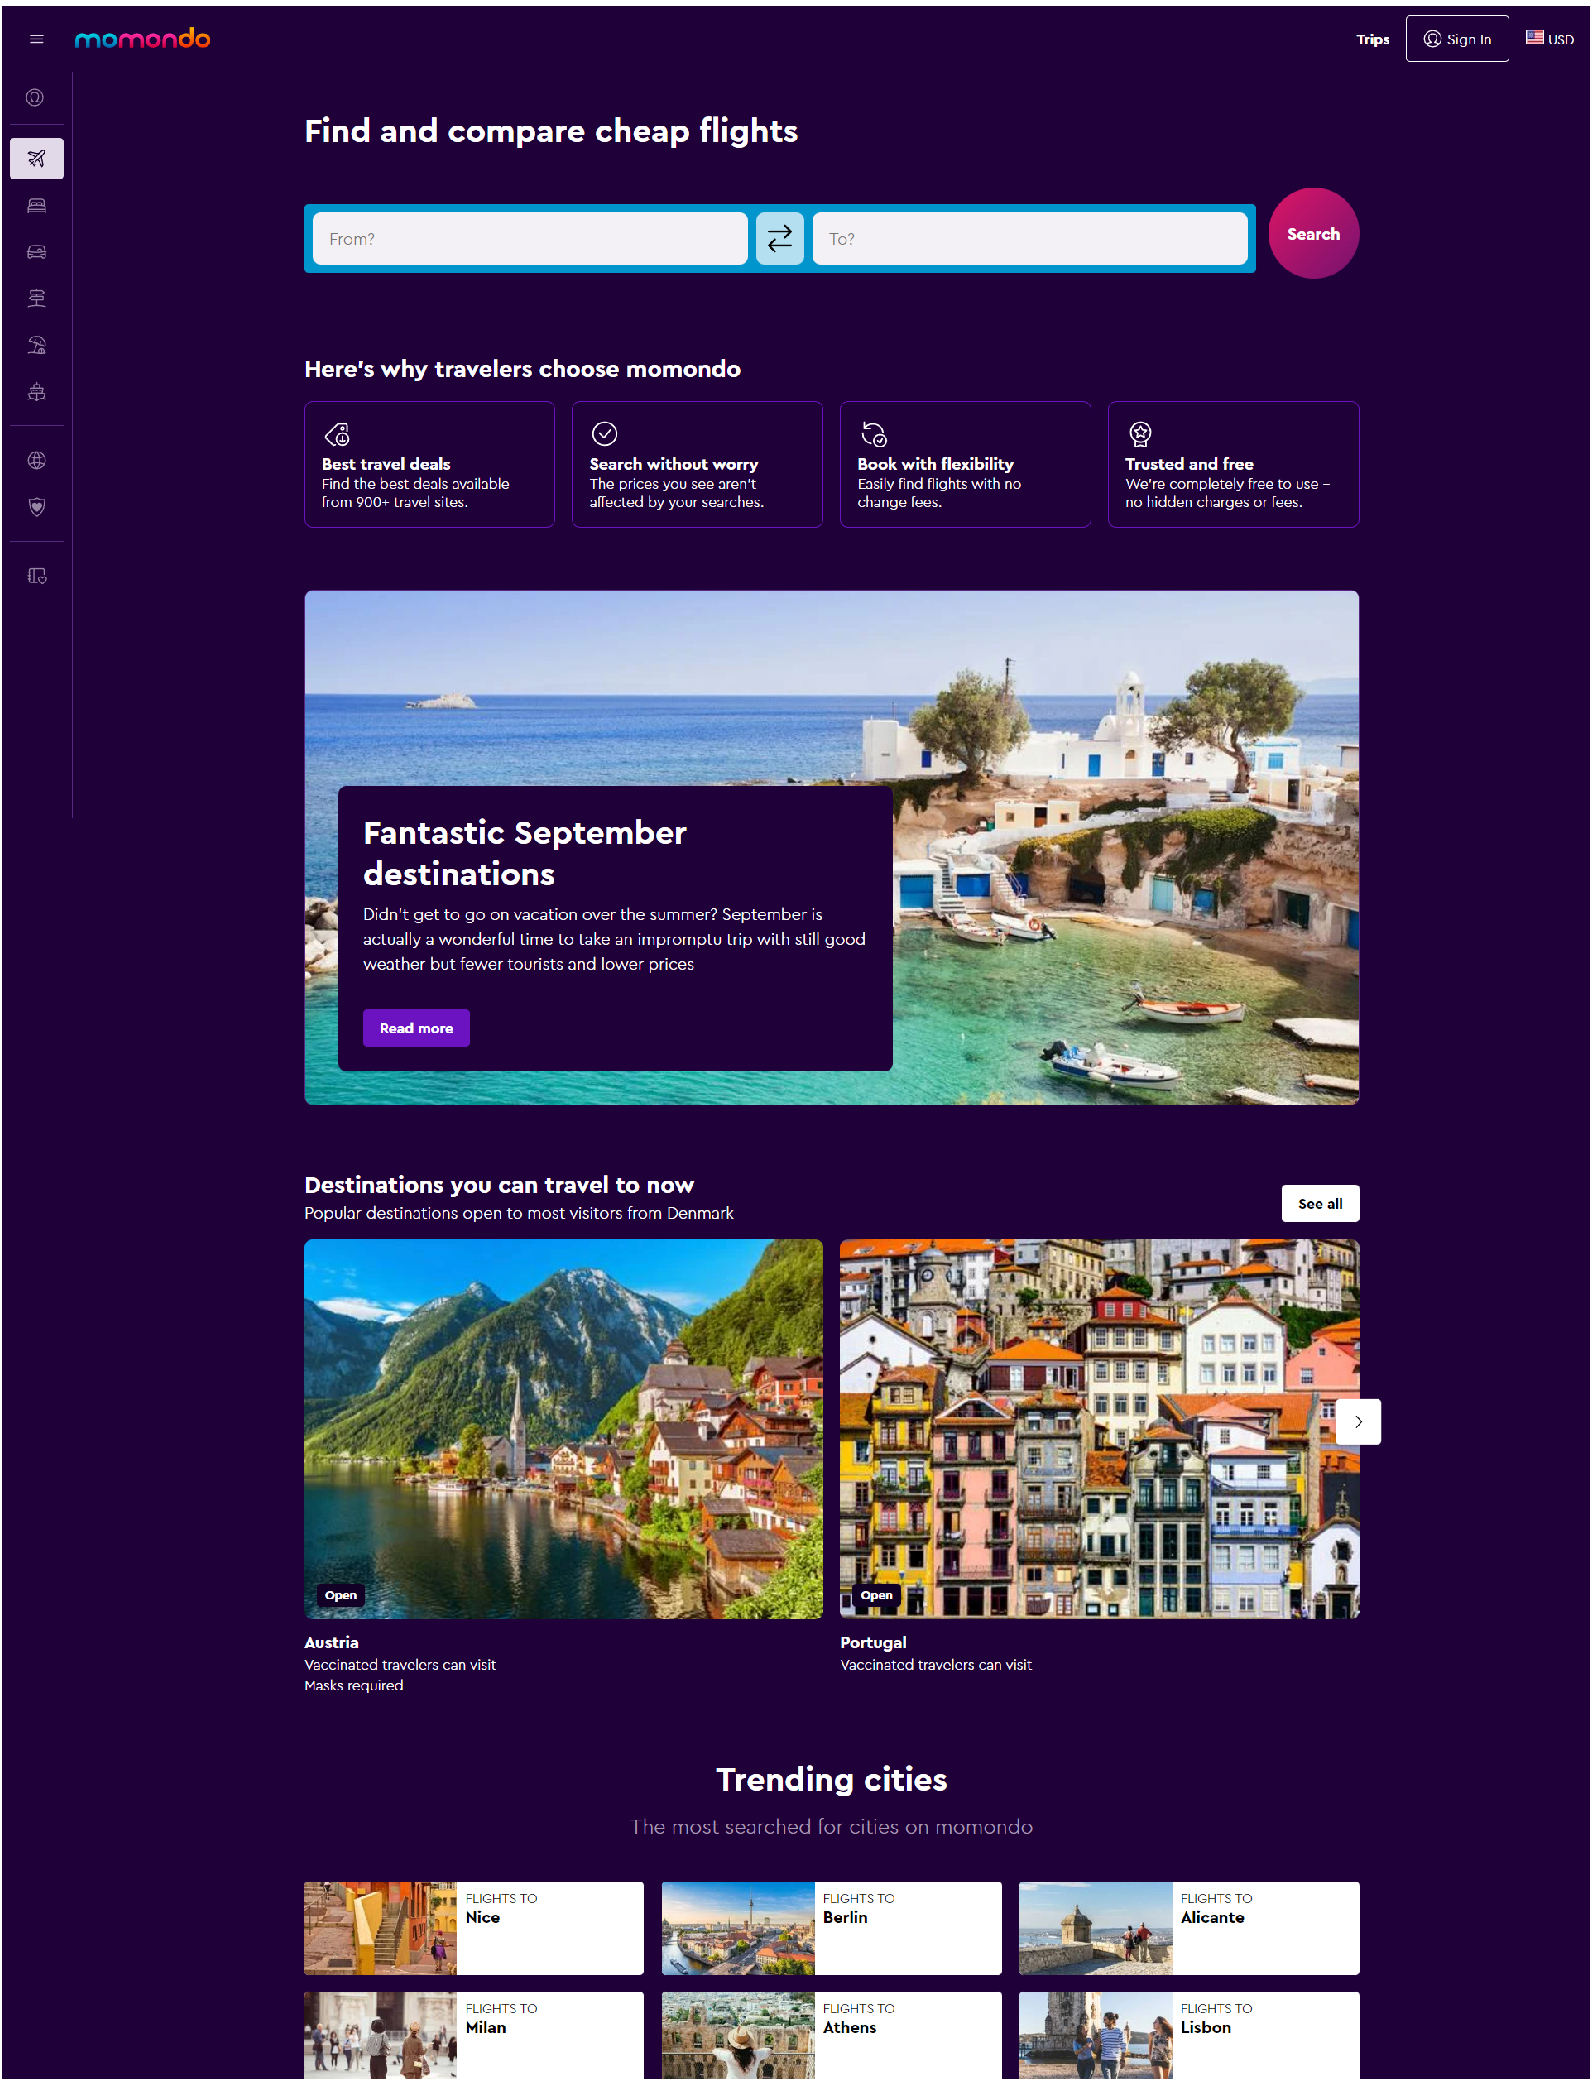 momondo
Trips
Sign In
USD
Find and compare cheap flights
From?
To?
Search
Here's why travelers choose momondo
Best travel deals
Find the best deals available
from 900+ travel sites.
Search without worry
The prices you see aren't
affected by your searches.
Book with flexibility
Easily find flights with no
change fees.
Trusted and free
We're completely free to use –
no hidden charges or fees.
Fantastic September
destinations
Didn't get to go on vacation over the summer? September is
actually a wonderful time to take an impromptu trip with still good
weather but fewer tourists and lower prices
Read more
Destinations you can travel to now
Popular destinations open to most visitors from Denmark
See all
Open
Austria
Vaccinated travelers can visit
Masks required
Open
Portugal
Vaccinated travelers can visit
Trending cities
The most searched for cities on momondo
FLIGHTS TO
Nice
FLIGHTS TO
Berlin
FLIGHTS TO
Alicante
FLIGHTS TO
Milan
FLIGHTS TO
Athens
FLIGHTS TO
Lisbon